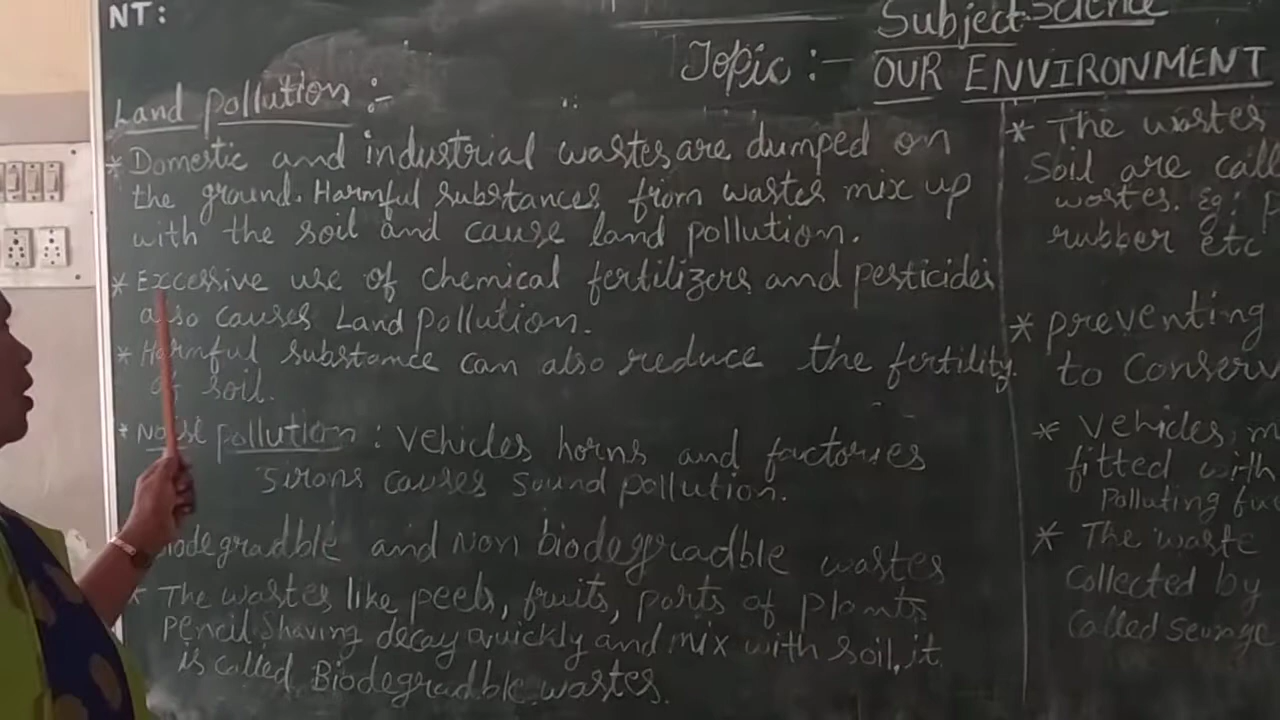 NT:
Subject Science
Topic :- OUR ENVIRONMENT
Land pollution :-
* Domestic and industrial wastes are dumped on
the ground. Harmful substances from wastes mix up
with the soil and cause land pollution.
* Excessive use of chemical fertilizers and pesticides
also causes Land pollution.
* Harmful substance can also reduce the fertility
of soil.
* Noise pollution : Vehicles horns and factories
Sirons causes Sound pollution.
Biodegradble and Non biodegradble wastes
* The wastes like peels, fruits, parts of plants
pencil Shaving decay quickly and mix with soil, it
is called Biodegradble wastes.
* The wastes
Soil are call
wastes. eg: P
rubber etc
* preventing
to Conserv
* Vehicles m
fitted with
Polluting fu
* The waste
Collected by
Called Sewage